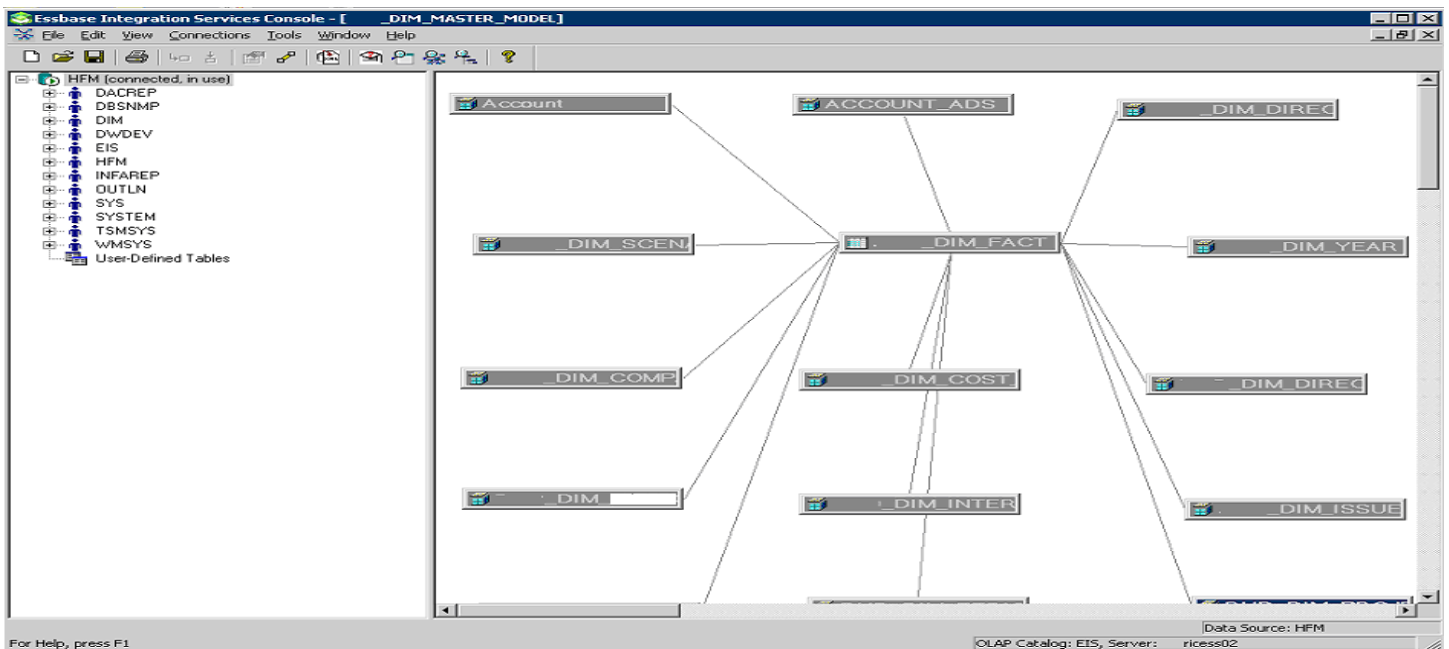 Essbase Integration Services Console - [ _DIM_MASTER_MODEL]
File Edit View Connections Tools Window Help
HFM (connected, in use)
DACREP
DBSNMP
DIM
DWDEV
EIS
HFM
INFAREP
OUTLN
SYS
SYSTEM
TSMSYS
WMSYS
User-Defined Tables
Account
ACCOUNT_ADS
_DIM_DIREC
_DIM_SCENA
_DIM_FACT
_DIM_YEAR
_DIM_COMP
_DIM_COST
_DIM_DIREC
_DIM_
_DIM_INTER
_DIM_ISSUE
Data Source: HFM
For Help, press F1
OLAP Catalog: EIS, Server: ricess02